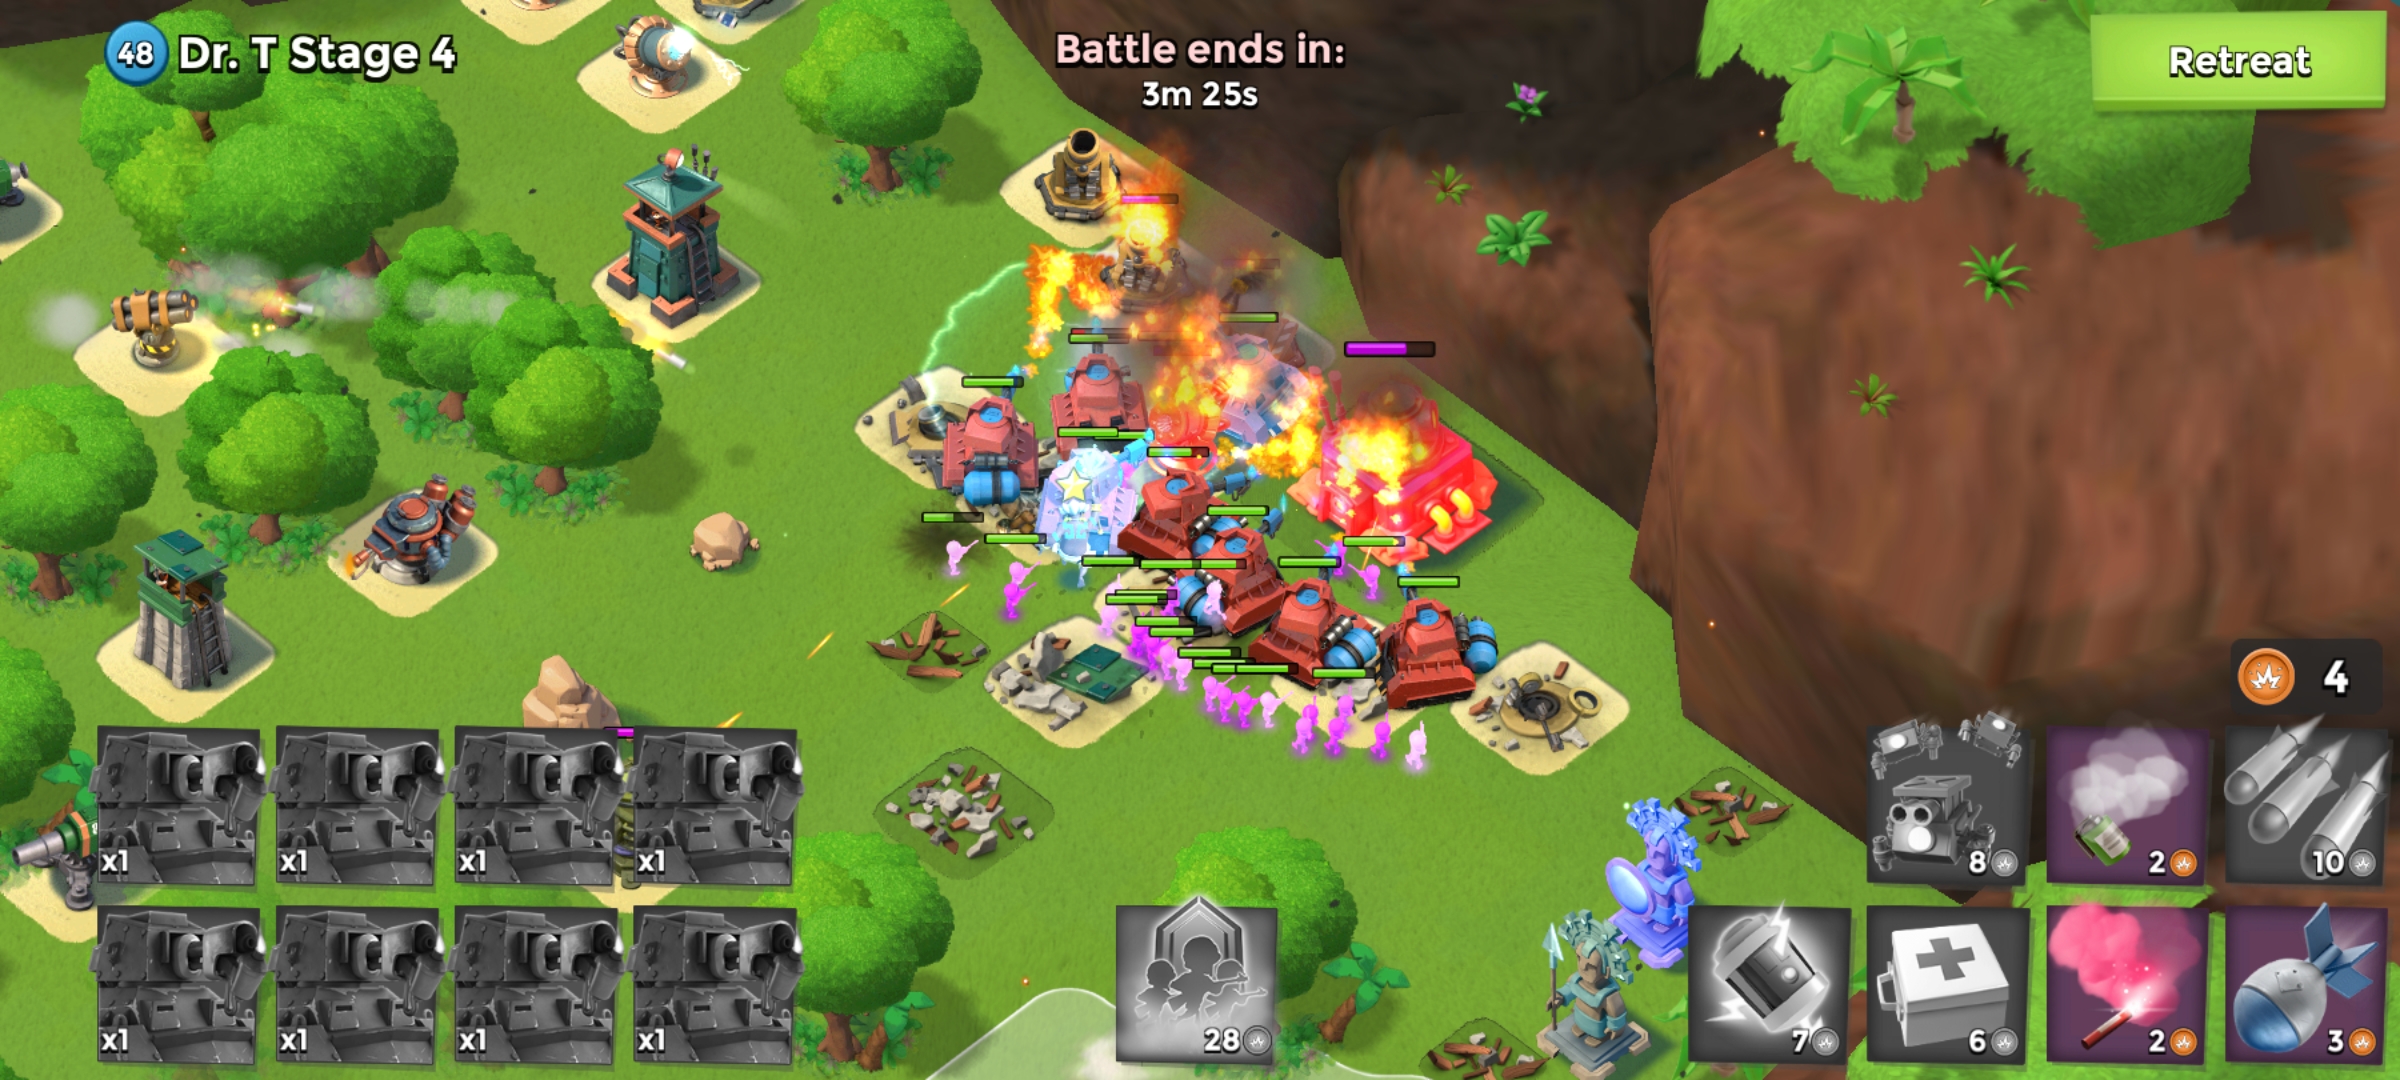 48 Dr. T Stage 4
Battle ends in:
3m 25s
Retreat
4
8
2
10
x1
x1
x1
x1
x1
x1
x1
x1
28
7
6
2
3